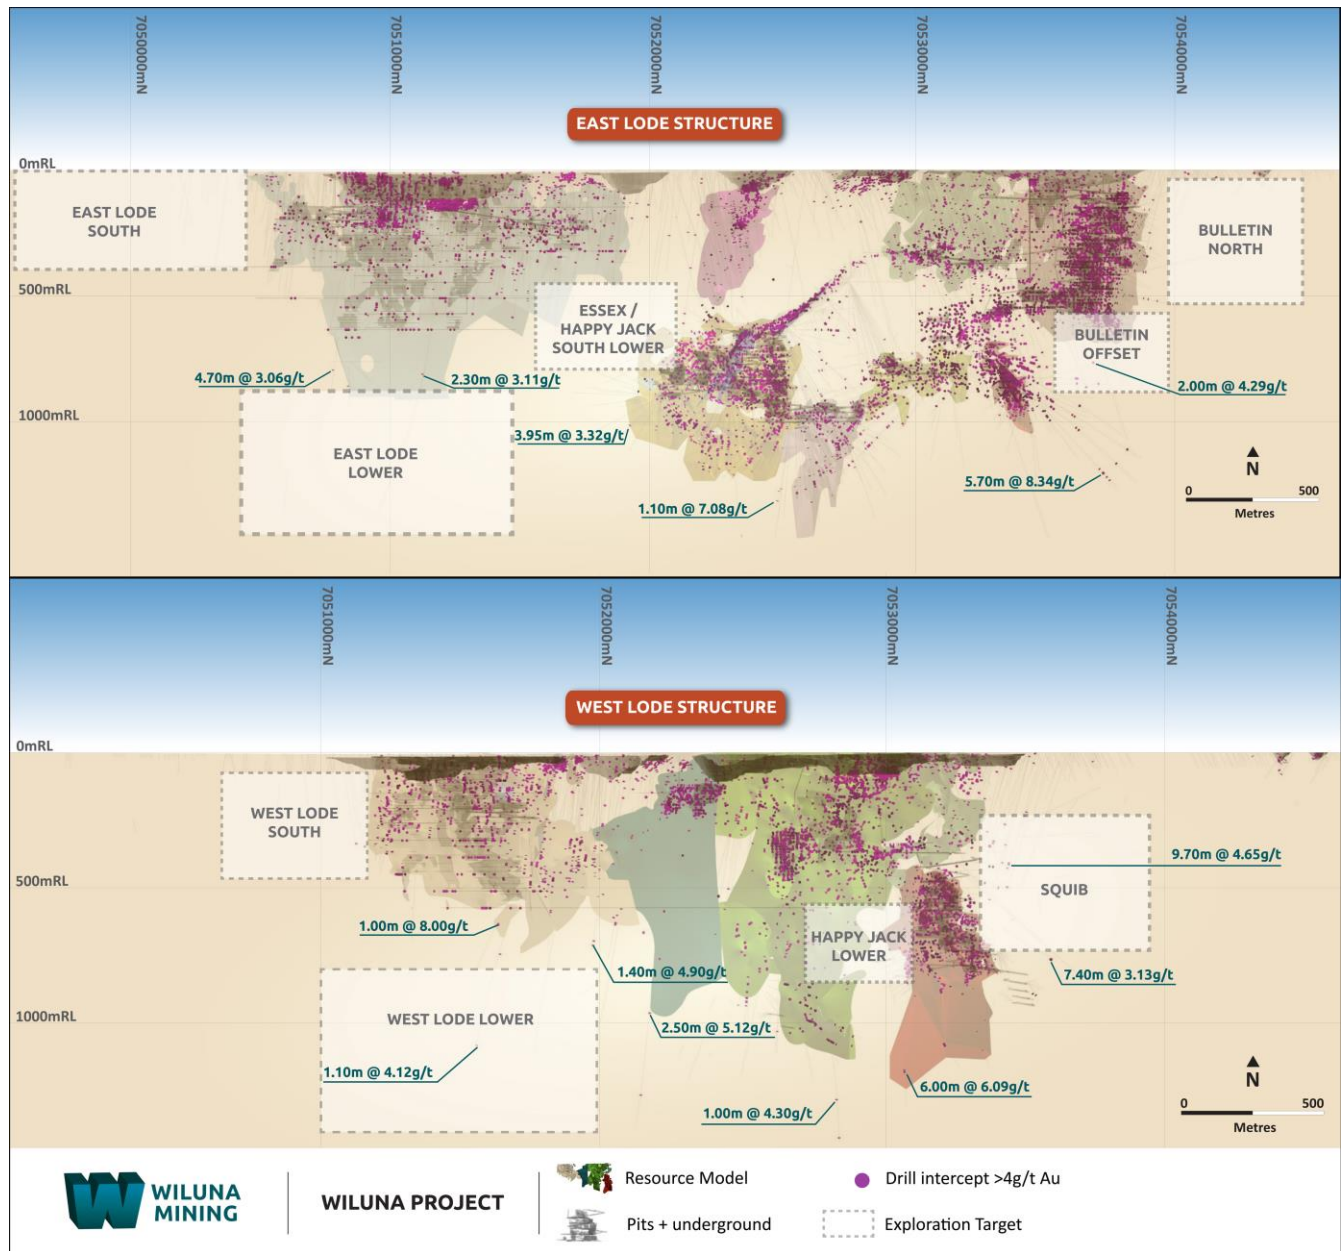 7050000mN
7051000mN
7052000mN
7053000mN
7054000mN
EAST LODE STRUCTURE
0mRL
EAST LODE
SOUTH
BULLETIN
NORTH
500mRL
ESSEX /
HAPPY JACK
SOUTH LOWER
BULLETIN
OFFSET
4.70m @ 3.06g/t
2.30m @ 3.11g/t
2.00m @ 4.29g/t
1000mRL
3.95m @ 3.32g/t
EAST LODE
LOWER
5.70m @ 8.34g/t
1.10m @ 7.08g/t
N
0 500
Metres
7051000mN
7052000mN
7053000mN
7054000mN
WEST LODE STRUCTURE
0mRL
WEST LODE
SOUTH
9.70m @ 4.65g/t
500mRL
SQUIB
1.00m @ 8.00g/t
HAPPY JACK
LOWER
1.40m @ 4.90g/t
7.40m @ 3.13g/t
1000mRL
WEST LODE LOWER
2.50m @ 5.12g/t
1.10m @ 4.12g/t
6.00m @ 6.09g/t
1.00m @ 4.30g/t
N
0 500
Metres
WILUNA
MINING
WILUNA PROJECT
Resource Model
Drill intercept >4g/t Au
Pits + underground
Exploration Target